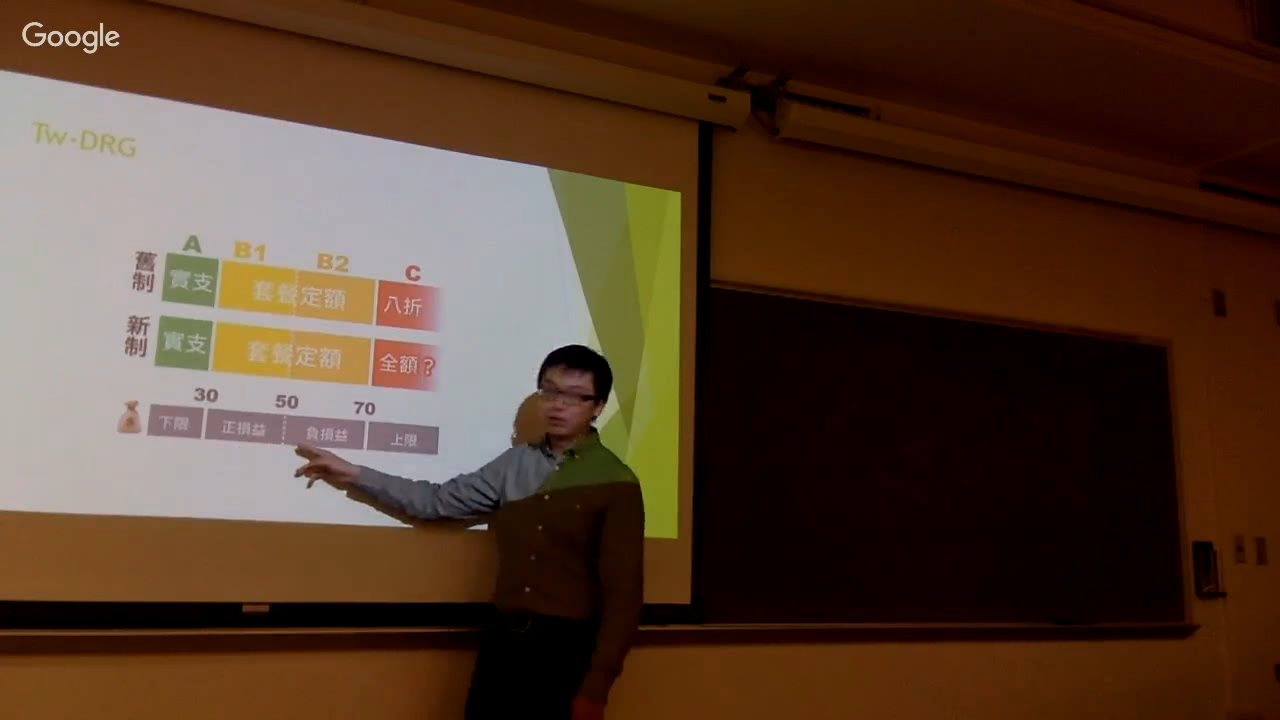 Google
Tw-DRG
A B1 B2 C
舊制 實支 套餐定額 八折
新制 實支 套餐定額 全額？
30 50 70
下限 正損益 負損益 上限